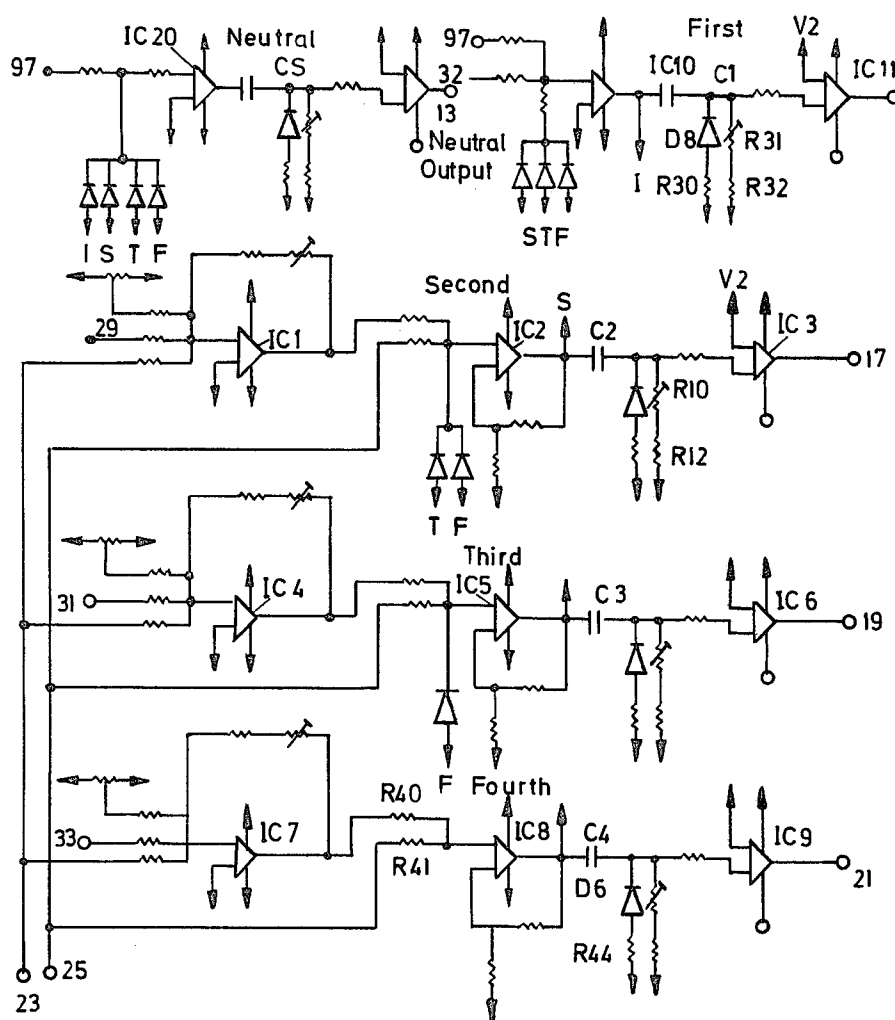 IC20 Neutral First
97 CS 97 32 IC10 C1 V2 IC11
13
Neutral Output
D8 R31
I R30 R32
I S T F
STF
Second S V2
29 IC1 IC2 C2 IC3
17
R10
R12
T F
Third
31 IC4 IC5 C3 IC6
19
F Fourth
R40
33 IC7 IC8 C4 IC9
R41 D6 21
R44
25
23